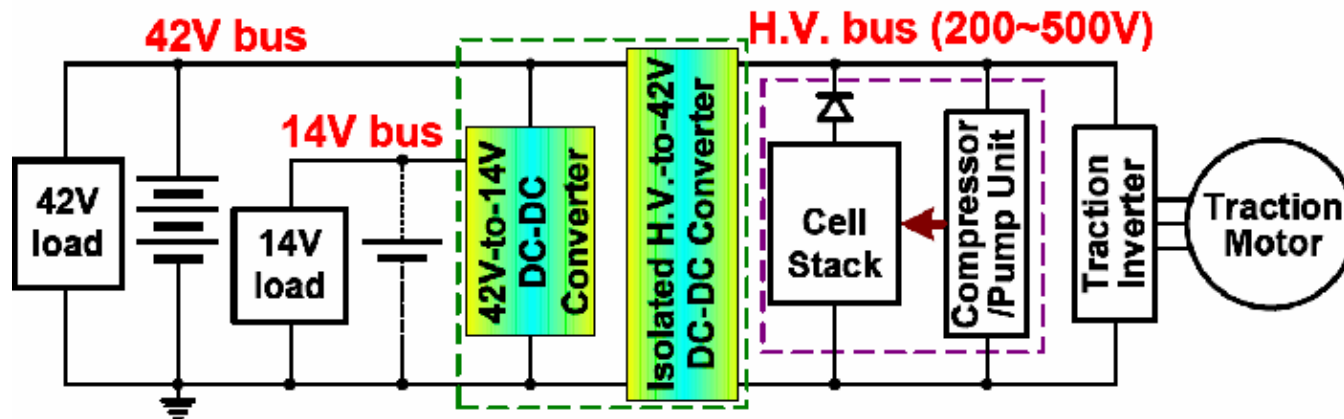 42V bus
H.V. bus (200~500V)
14V bus
42V
load
14V
load
42V-to-14V
DC-DC
Converter
Isolated H.V.-to-42V
DC-DC Converter
Cell
Stack
Compressor
/Pump Unit
Traction
Inverter
Traction
Motor